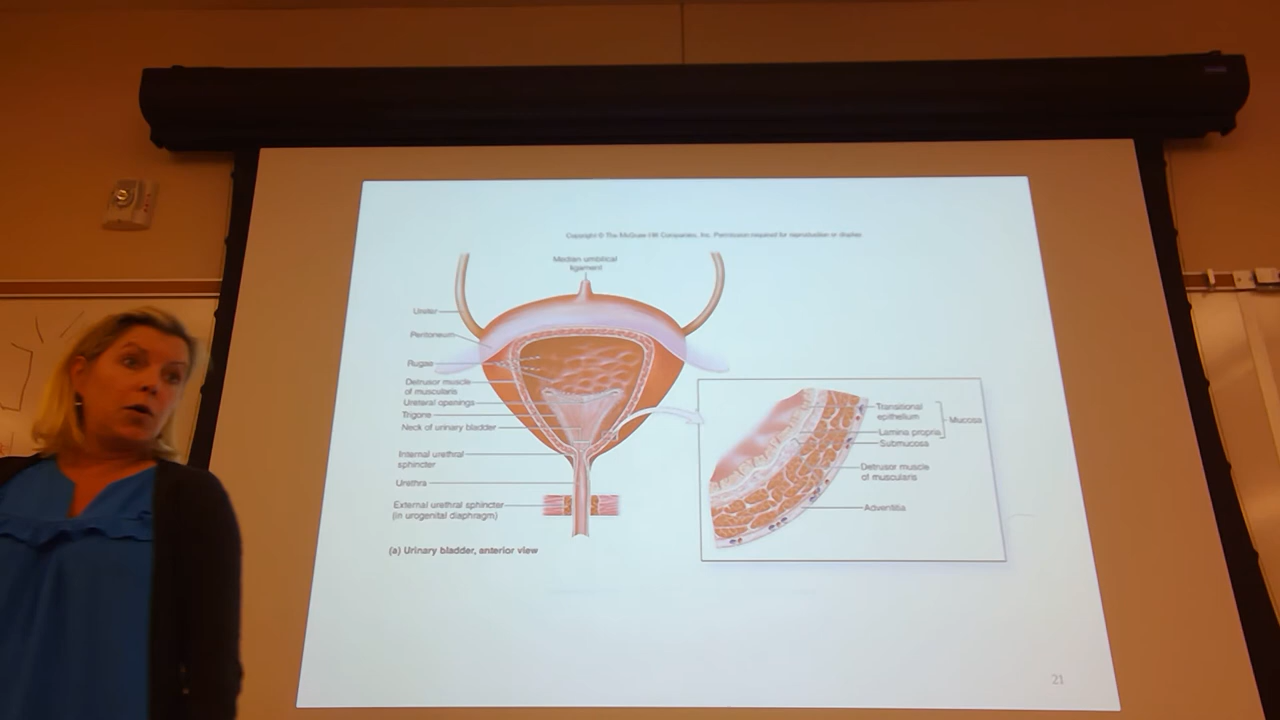 Copyright © The McGraw-Hill Companies, Inc. Permission required for reproduction or display.
Median umbilical
ligament
Ureter
Peritoneum
Rugae
Detrusor muscle
of muscularis
Ureteral openings
Trigone
Neck of urinary bladder
Internal urethral
sphincter
Urethra
External urethral sphincter
(in urogenital diaphragm)
(a) Urinary bladder, anterior view
Transitional
epithelium
Lamina propria
Mucosa
Submucosa
Detrusor muscle
of muscularis
Adventitia
21